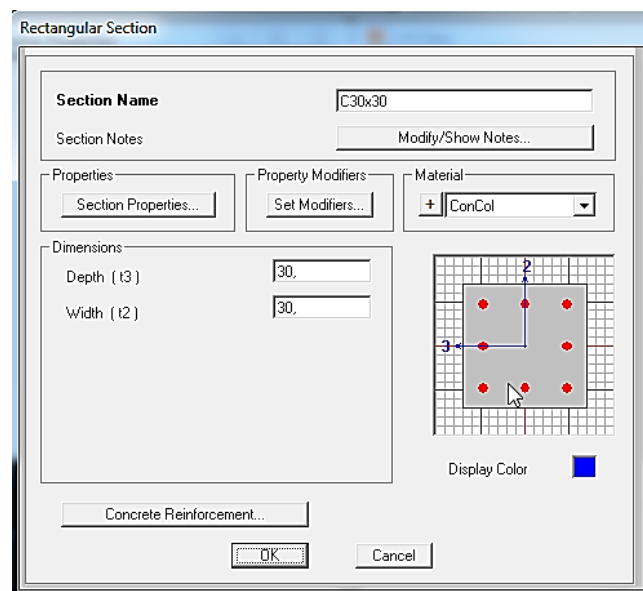 Rectangular Section
Section Name C30x30
Section Notes Modify/Show Notes...
Properties Property Modifiers Material
Section Properties... Set Modifiers... + ConCol
Dimensions
Depth ( t3 ) 30,
Width ( t2 ) 30,
2
3
Display Color
Concrete Reinforcement...
OK Cancel